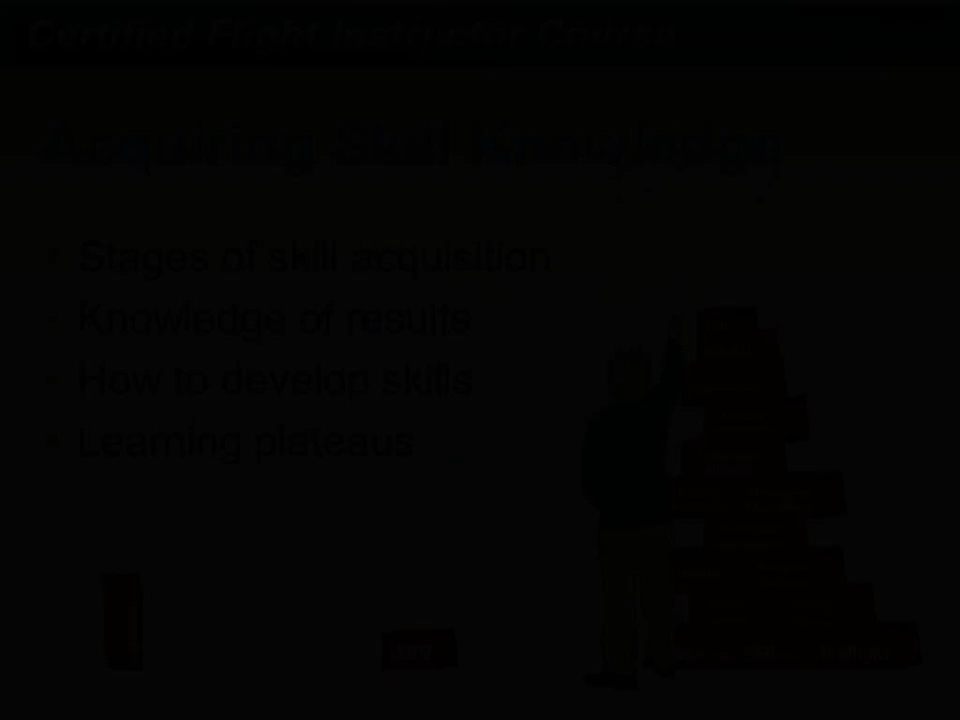 Certified Flight Instructor Course
Acquiring Skill Knowledge
• Stages of skill acquisition
• Knowledge of results
• How to develop skills
• Learning plateaus